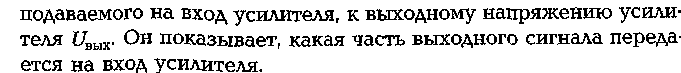 подаваемого на вход усилителя, к выходному напряжению усили-
теля Uвых. Он показывает, какая часть выходного сигнала переда-
ется на вход усилителя.